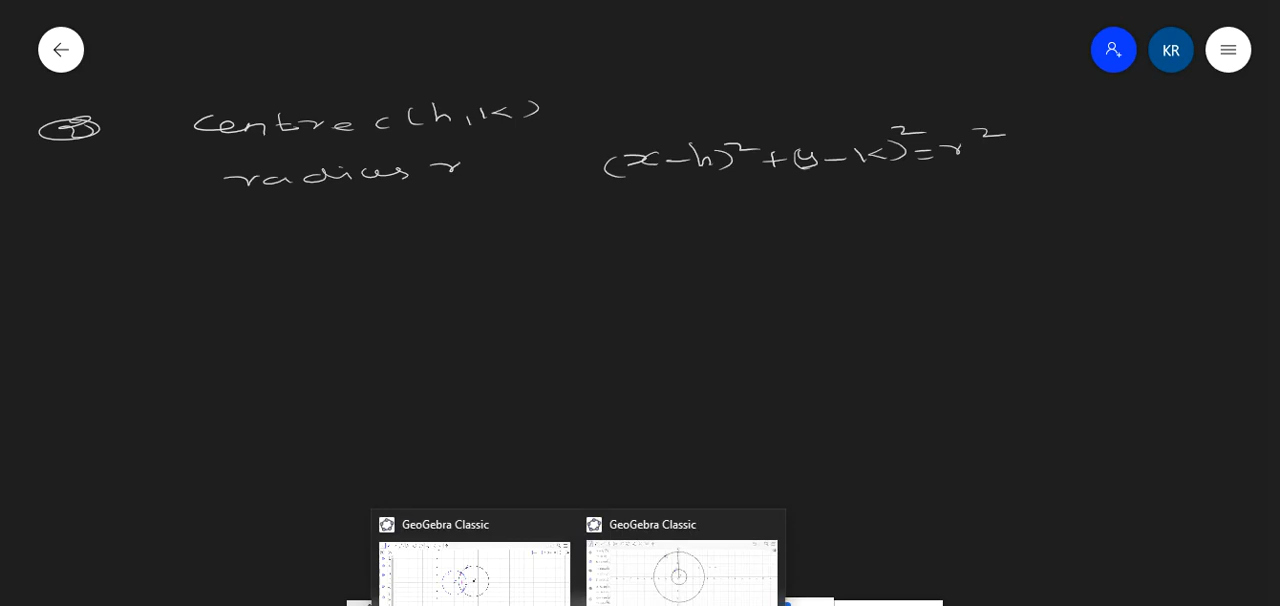 KR
centre c(h, k)
radius r
(x-h)²+(y-k)²=r²
GeoGebra Classic
GeoGebra Classic